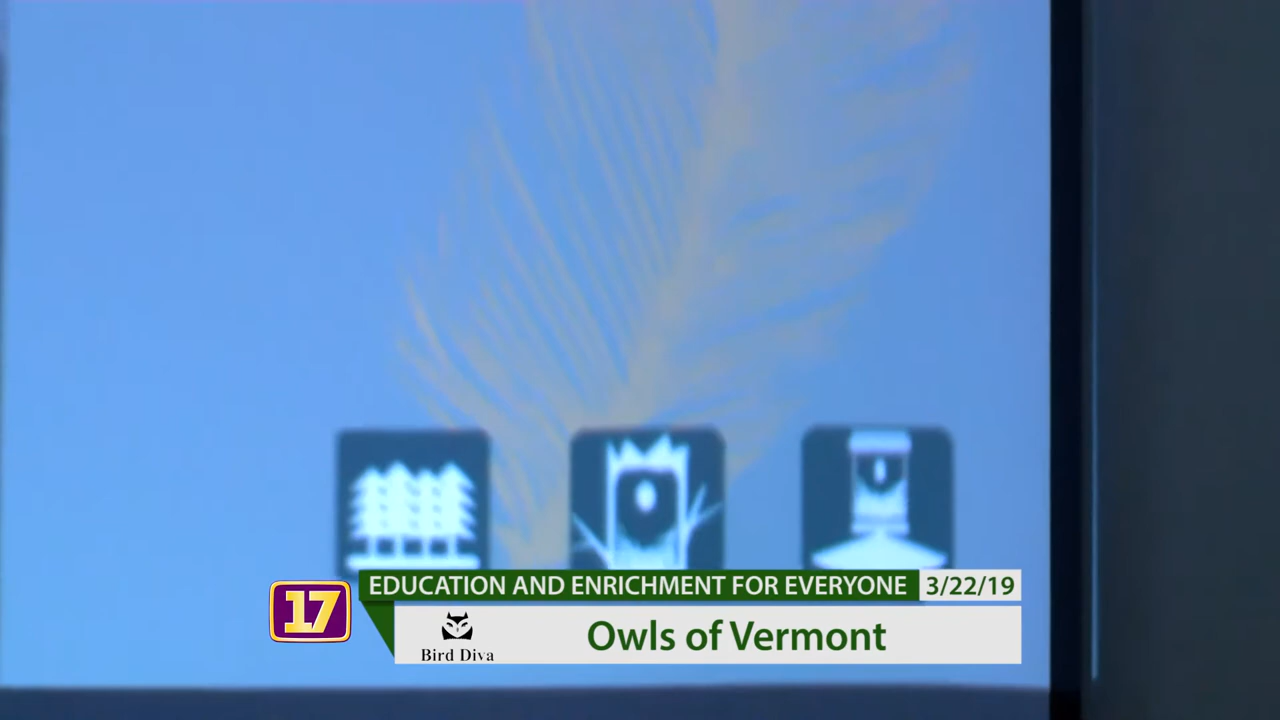 EDUCATION AND ENRICHMENT FOR EVERYONE 3/22/19
17
Owls of Vermont
Bird Diva